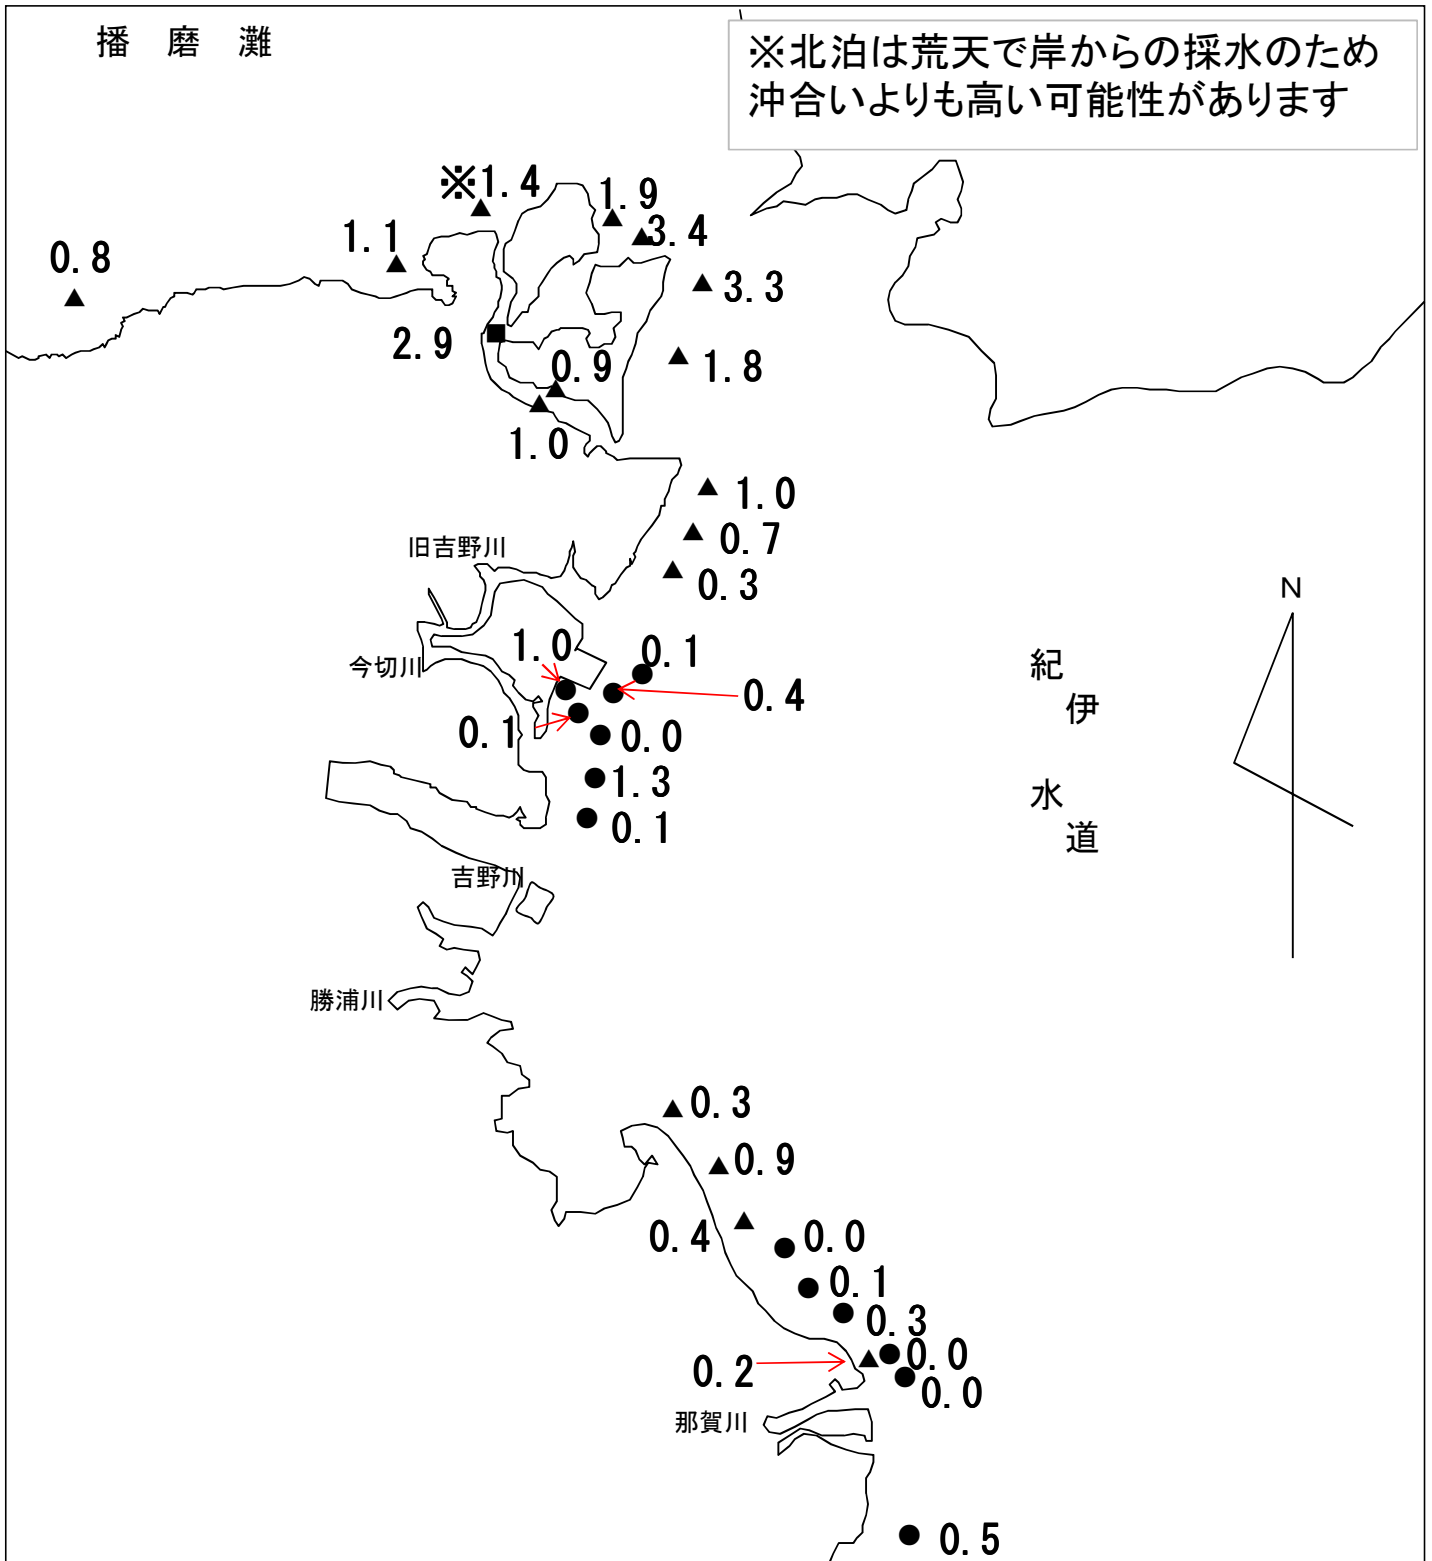 播 磨 灘
※北泊は荒天で岸からの採水のため
沖合いよりも高い可能性があります
※1.4
1.9
3.4
1.1
0.8
3.3
2.9
0.9
1.8
1.0
1.0
0.7
旧吉野川
0.3
N
1.0
0.1
今切川
紀
伊
水
道
0.4
0.1
0.0
1.3
0.1
吉野川
勝浦川
0.3
0.9
0.4
0.0
0.1
0.3
0.0
0.2
0.0
那賀川
0.5